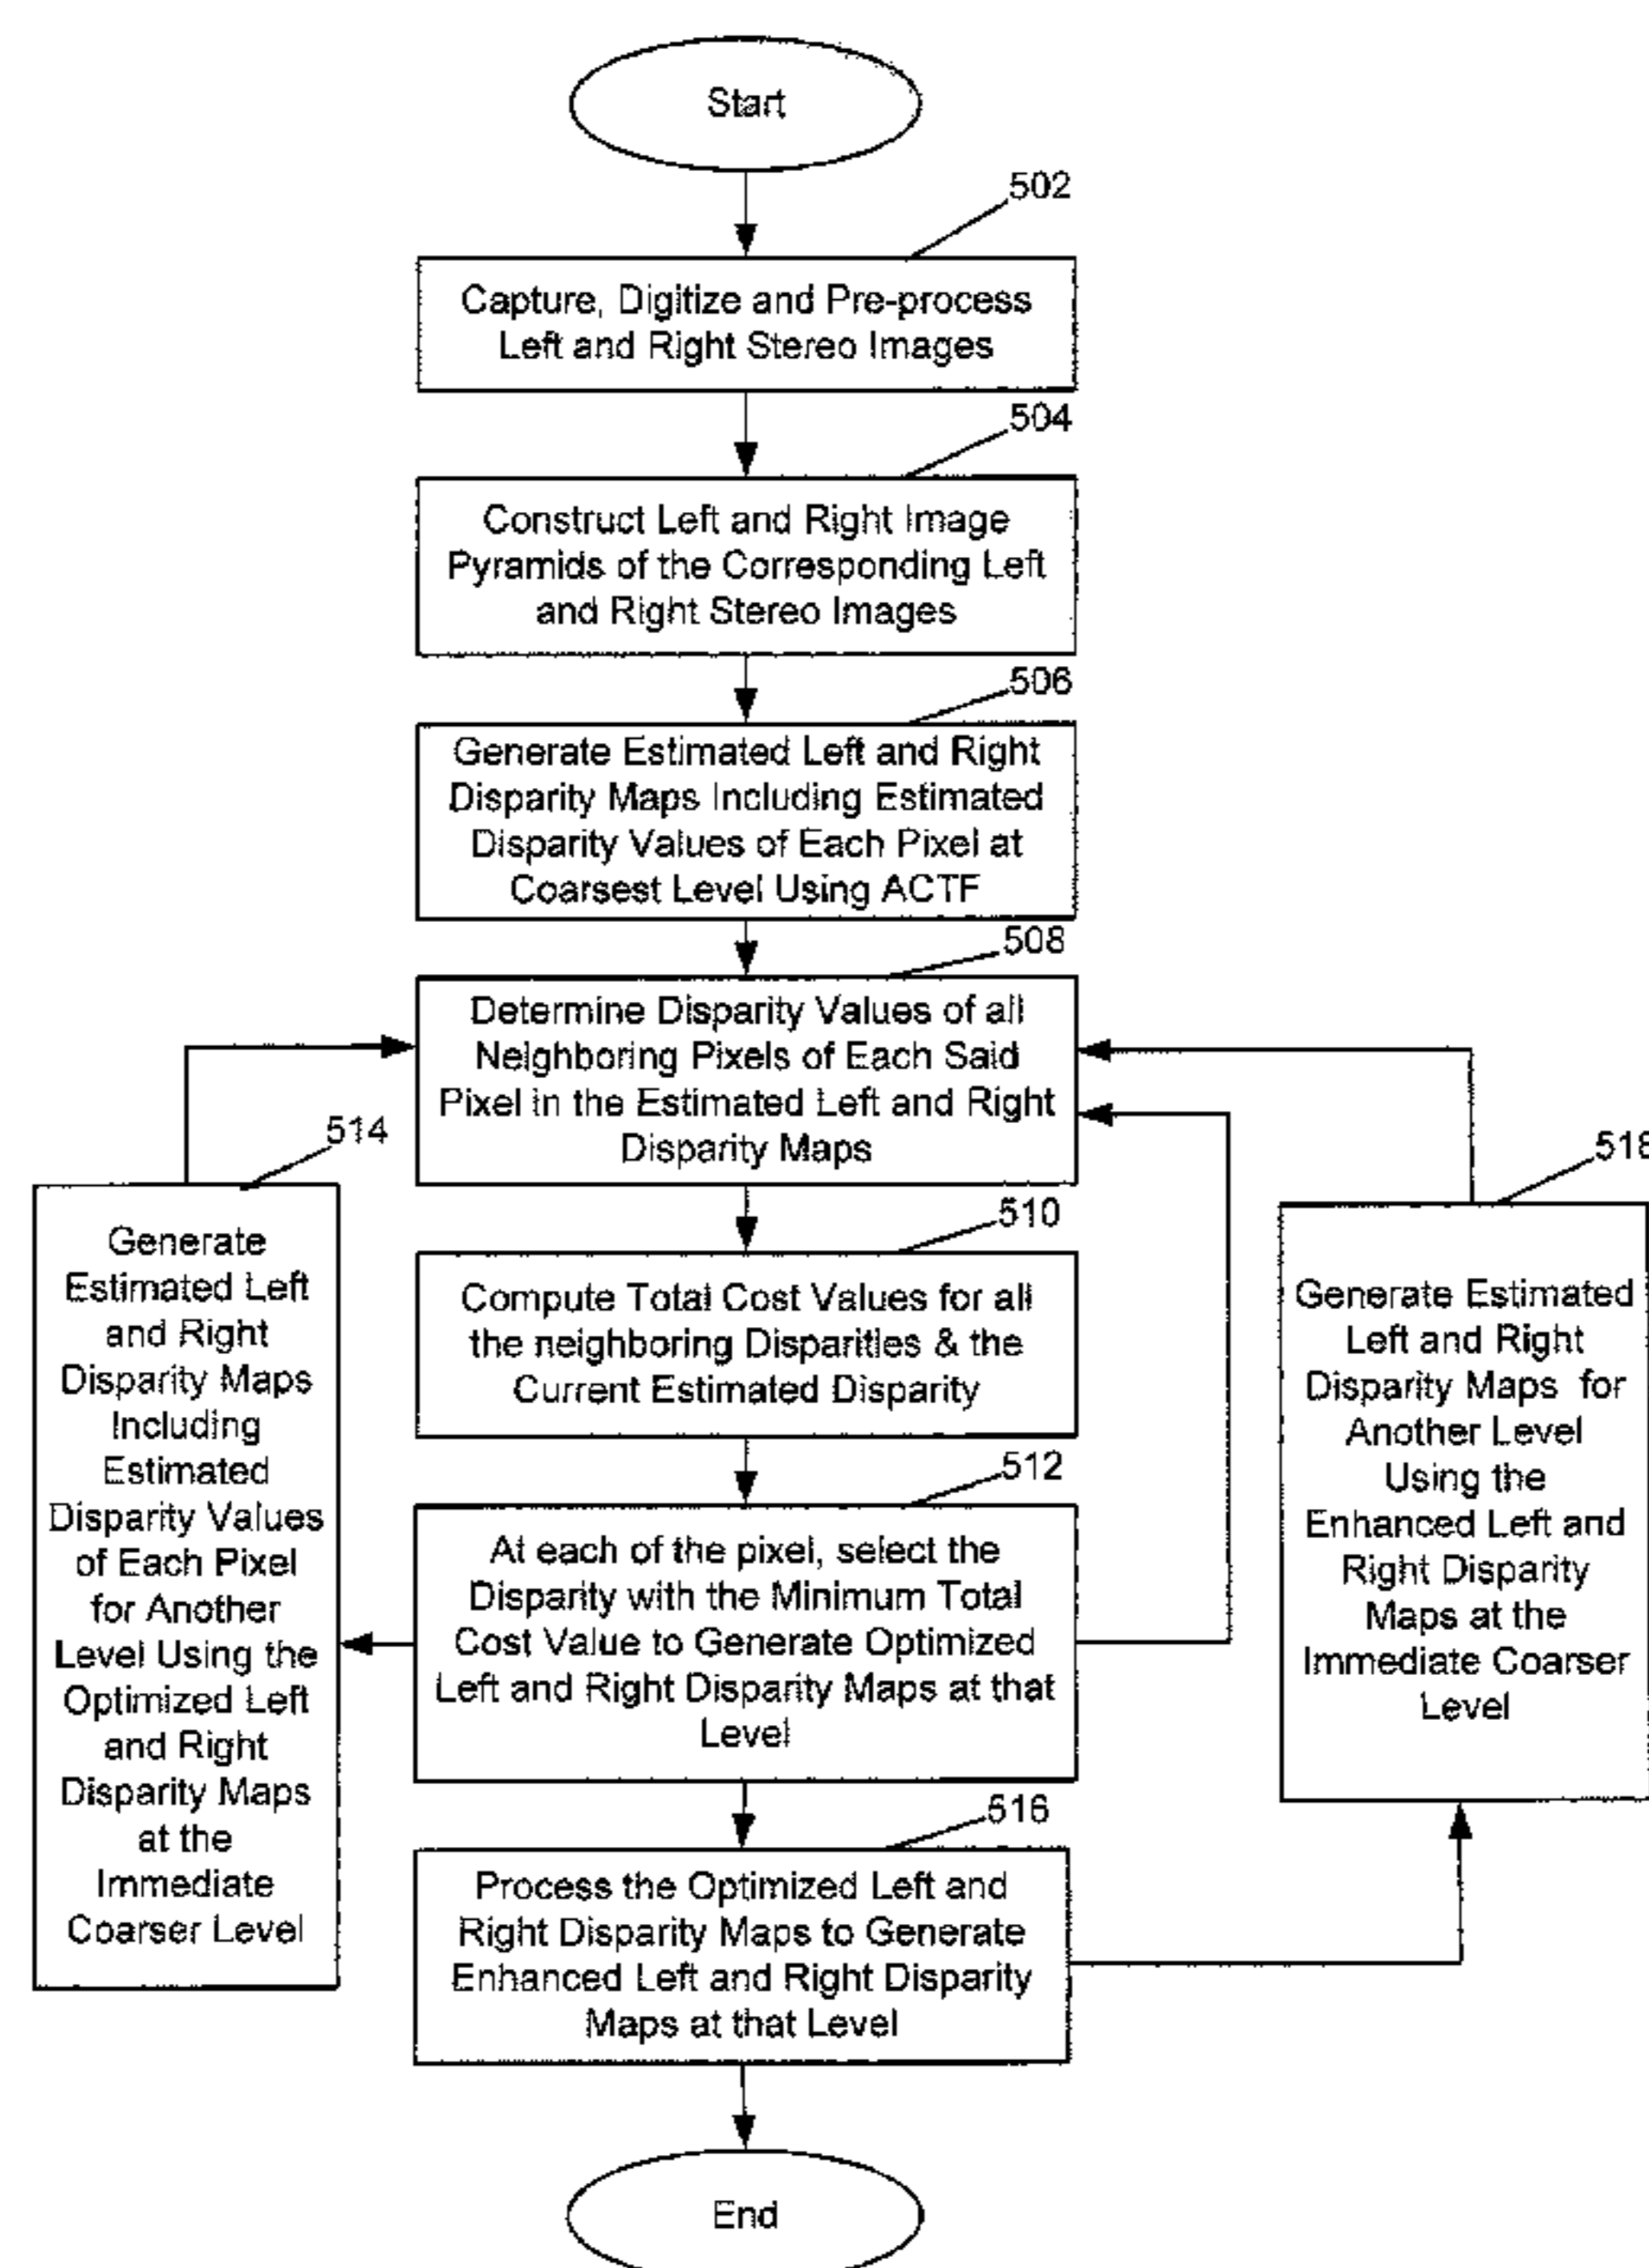 Start
502
Capture, Digitize and Pre-process
Left and Right Stereo Images
504
Construct Left and Right Image
Pyramids of the Corresponding Left
and Right Stereo Images
506
Generate Estimated Left and Right
Disparity Maps Including Estimated
Disparity Values of Each Pixel at
Coarsest Level Using ACTF
508
Determine Disparity Values of all
Neighboring Pixels of Each Said
Pixel in the Estimated Left and Right
Disparity Maps
514
Generate
Estimated Left
and Right
Disparity Maps
Including
Estimated
Disparity Values
of Each Pixel
for Another
Level Using the
Optimized Left
and Right
Disparity Maps
at the
Immediate
Coarser Level
510
Compute Total Cost Values for all
the neighboring Disparities & the
Current Estimated Disparity
512
At each of the pixel, select the
Disparity with the Minimum Total
Cost Value to Generate Optimized
Left and Right Disparity Maps at that
Level
518
Generate Estimated
Left and Right
Disparity Maps for
Another Level
Using the
Enhanced Left and
Right Disparity
Maps at the
Immediate Coarser
Level
516
Process the Optimized Left and
Right Disparity Maps to Generate
Enhanced Left and Right Disparity
Maps at that Level
End